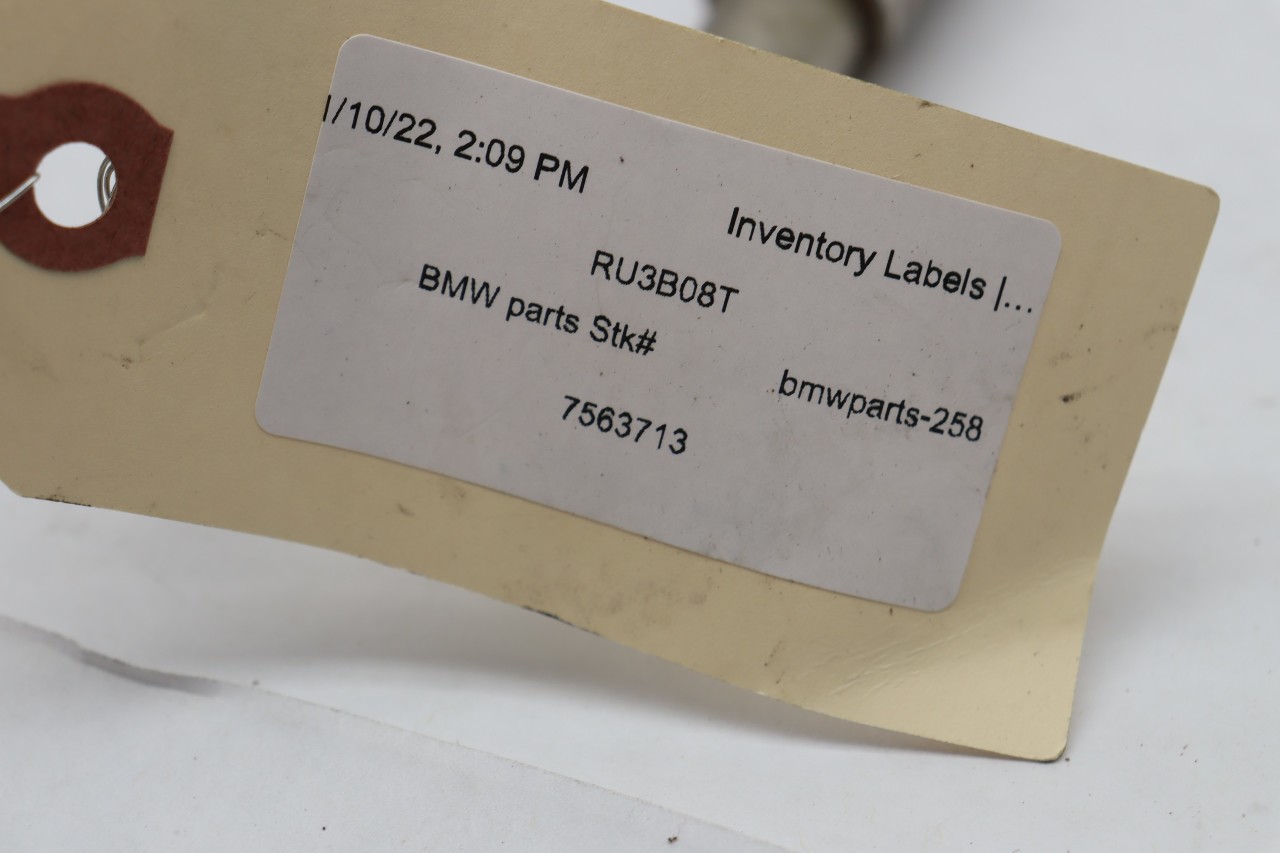 1/10/22, 2:09 PM
Inventory Labels |...
RU3B08T
BMW parts Stk#
bmwparts-258
7563713